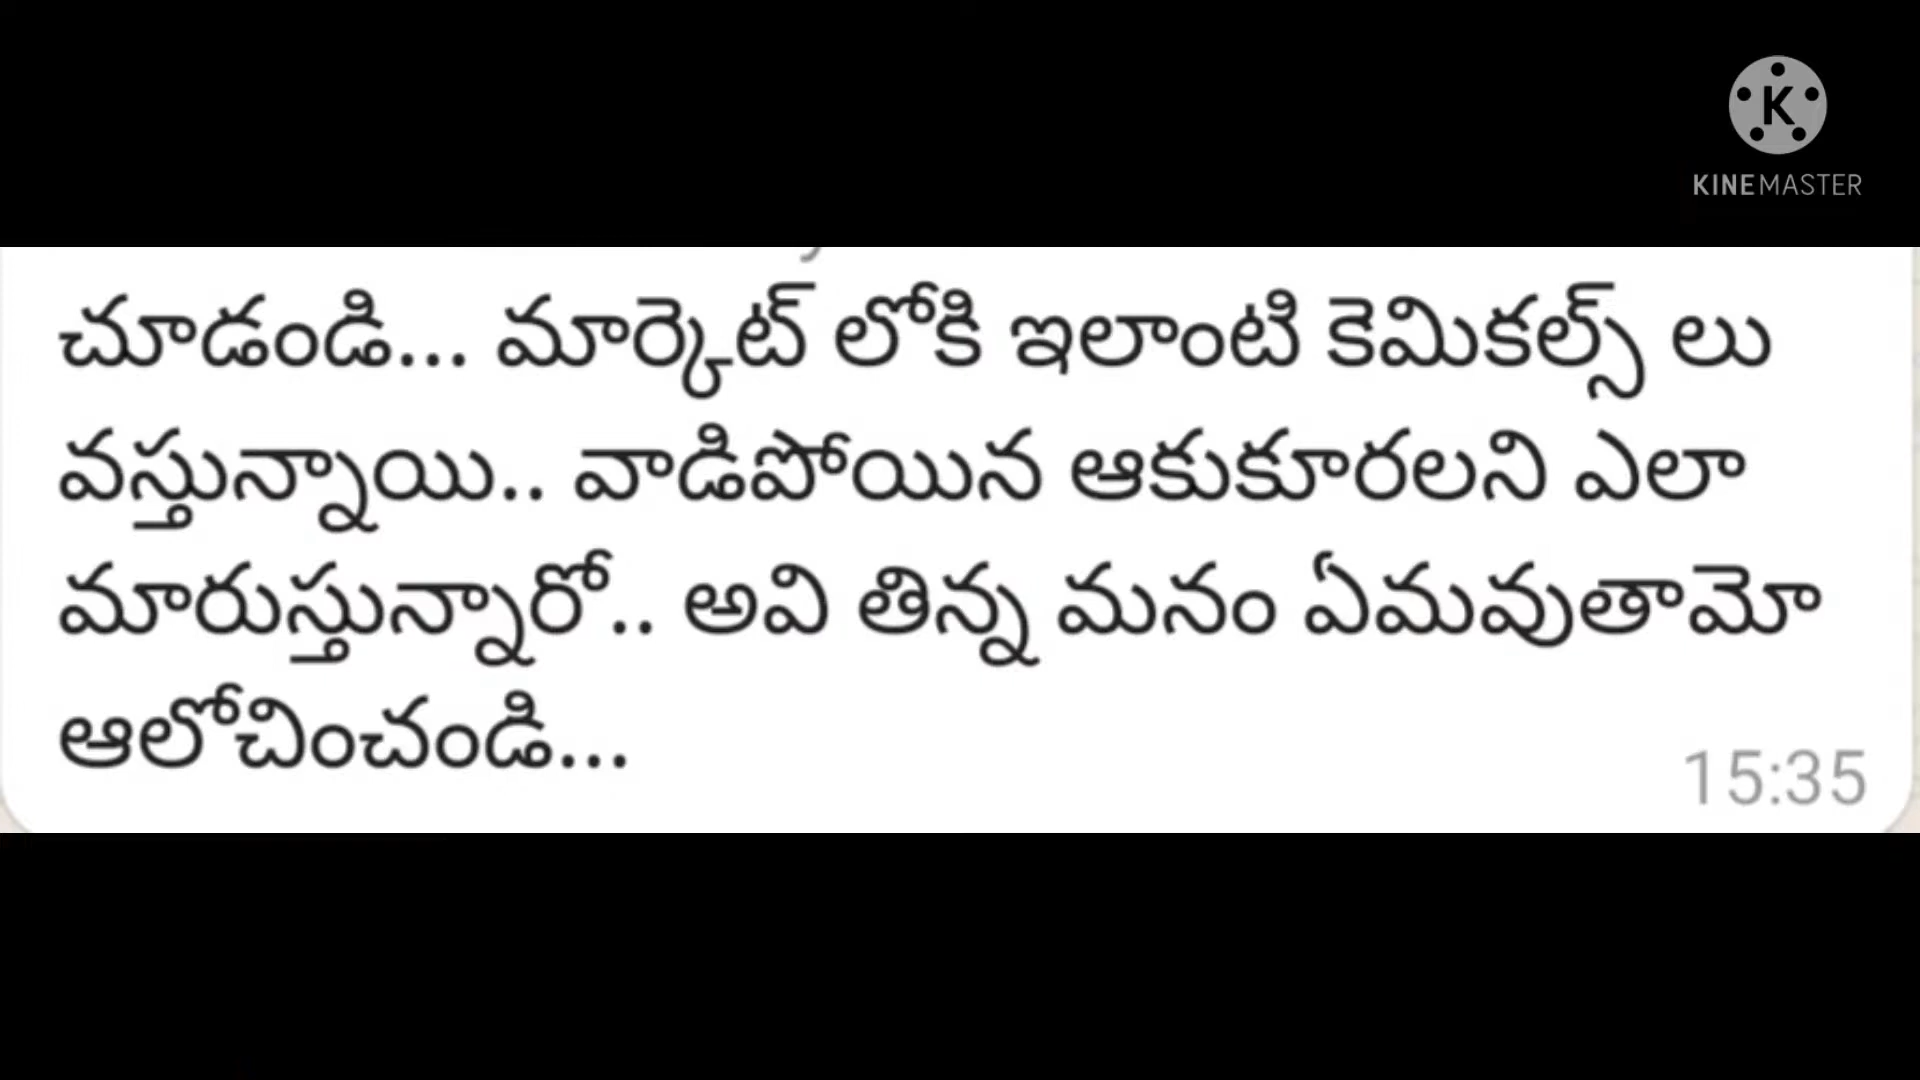 K
KINEMASTER
చూడండి... మార్కెట్ లోకి ఇలాంటి కెమికల్స్ లు
వస్తున్నాయి.. వాడిపోయిన ఆకుకూరలని ఎలా
మారుస్తున్నారో.. అవి తిన్న మనం ఏమవుతామో
ఆలోచించండి...
15:35